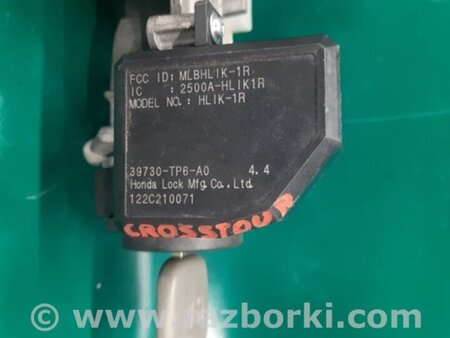 FCC ID: MLBHLIK-1R
IC : 2500A-HLIK1R
MODEL NO.: HLIK-1R
39730-TP6-A0 4.4
Honda Lock Mfg. Co., Ltd.
122C210071
CROSSTOUR
© www.razborki.com